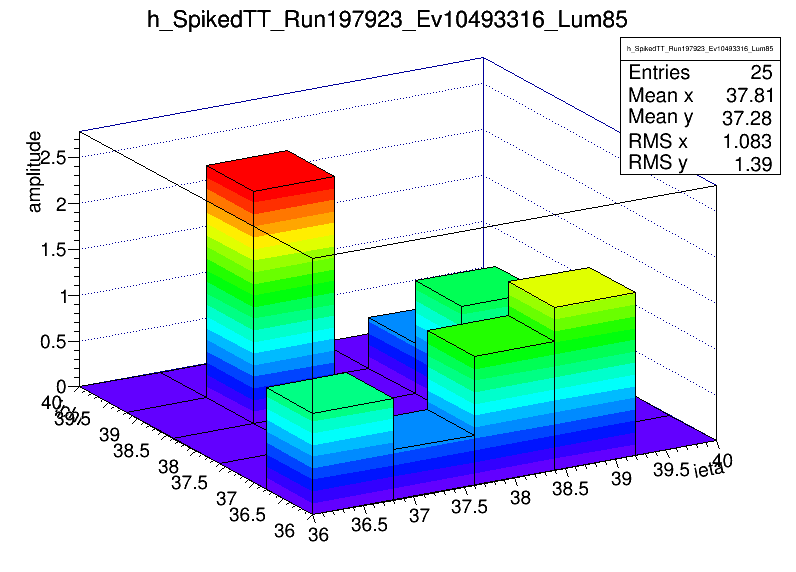 h_SpikedTT_Run197923_Ev10493316_Lum85
h_SpikedTT_Run197923_Ev10493316_Lum85
Entries 25
Mean x 37.81
Mean y 37.28
RMS x 1.083
RMS y 1.39
amplitude
2.5
2
1.5
1
0.5
0
40
39.5
39
38.5
38
37.5
37
36.5
36
36
36.5
37
37.5
38
38.5
39
39.5
40
ieta